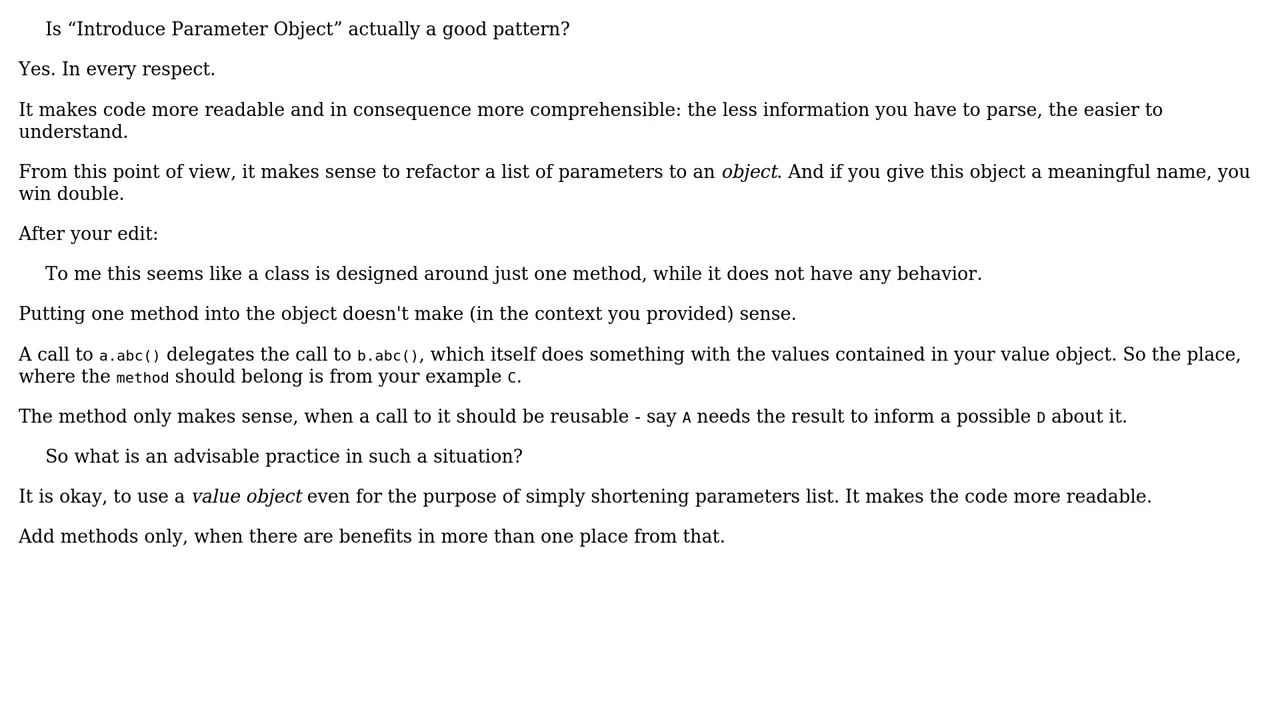 Is “Introduce Parameter Object” actually a good pattern?
Yes. In every respect.
It makes code more readable and in consequence more comprehensible: the less information you have to parse, the easier to
understand.
From this point of view, it makes sense to refactor a list of parameters to an object. And if you give this object a meaningful name, you
win double.
After your edit:
To me this seems like a class is designed around just one method, while it does not have any behavior.
Putting one method into the object doesn't make (in the context you provided) sense.
A call to a.abc() delegates the call to b.abc(), which itself does something with the values contained in your value object. So the place,
where the method should belong is from your example C.
The method only makes sense, when a call to it should be reusable - say A needs the result to inform a possible D about it.
So what is an advisable practice in such a situation?
It is okay, to use a value object even for the purpose of simply shortening parameters list. It makes the code more readable.
Add methods only, when there are benefits in more than one place from that.